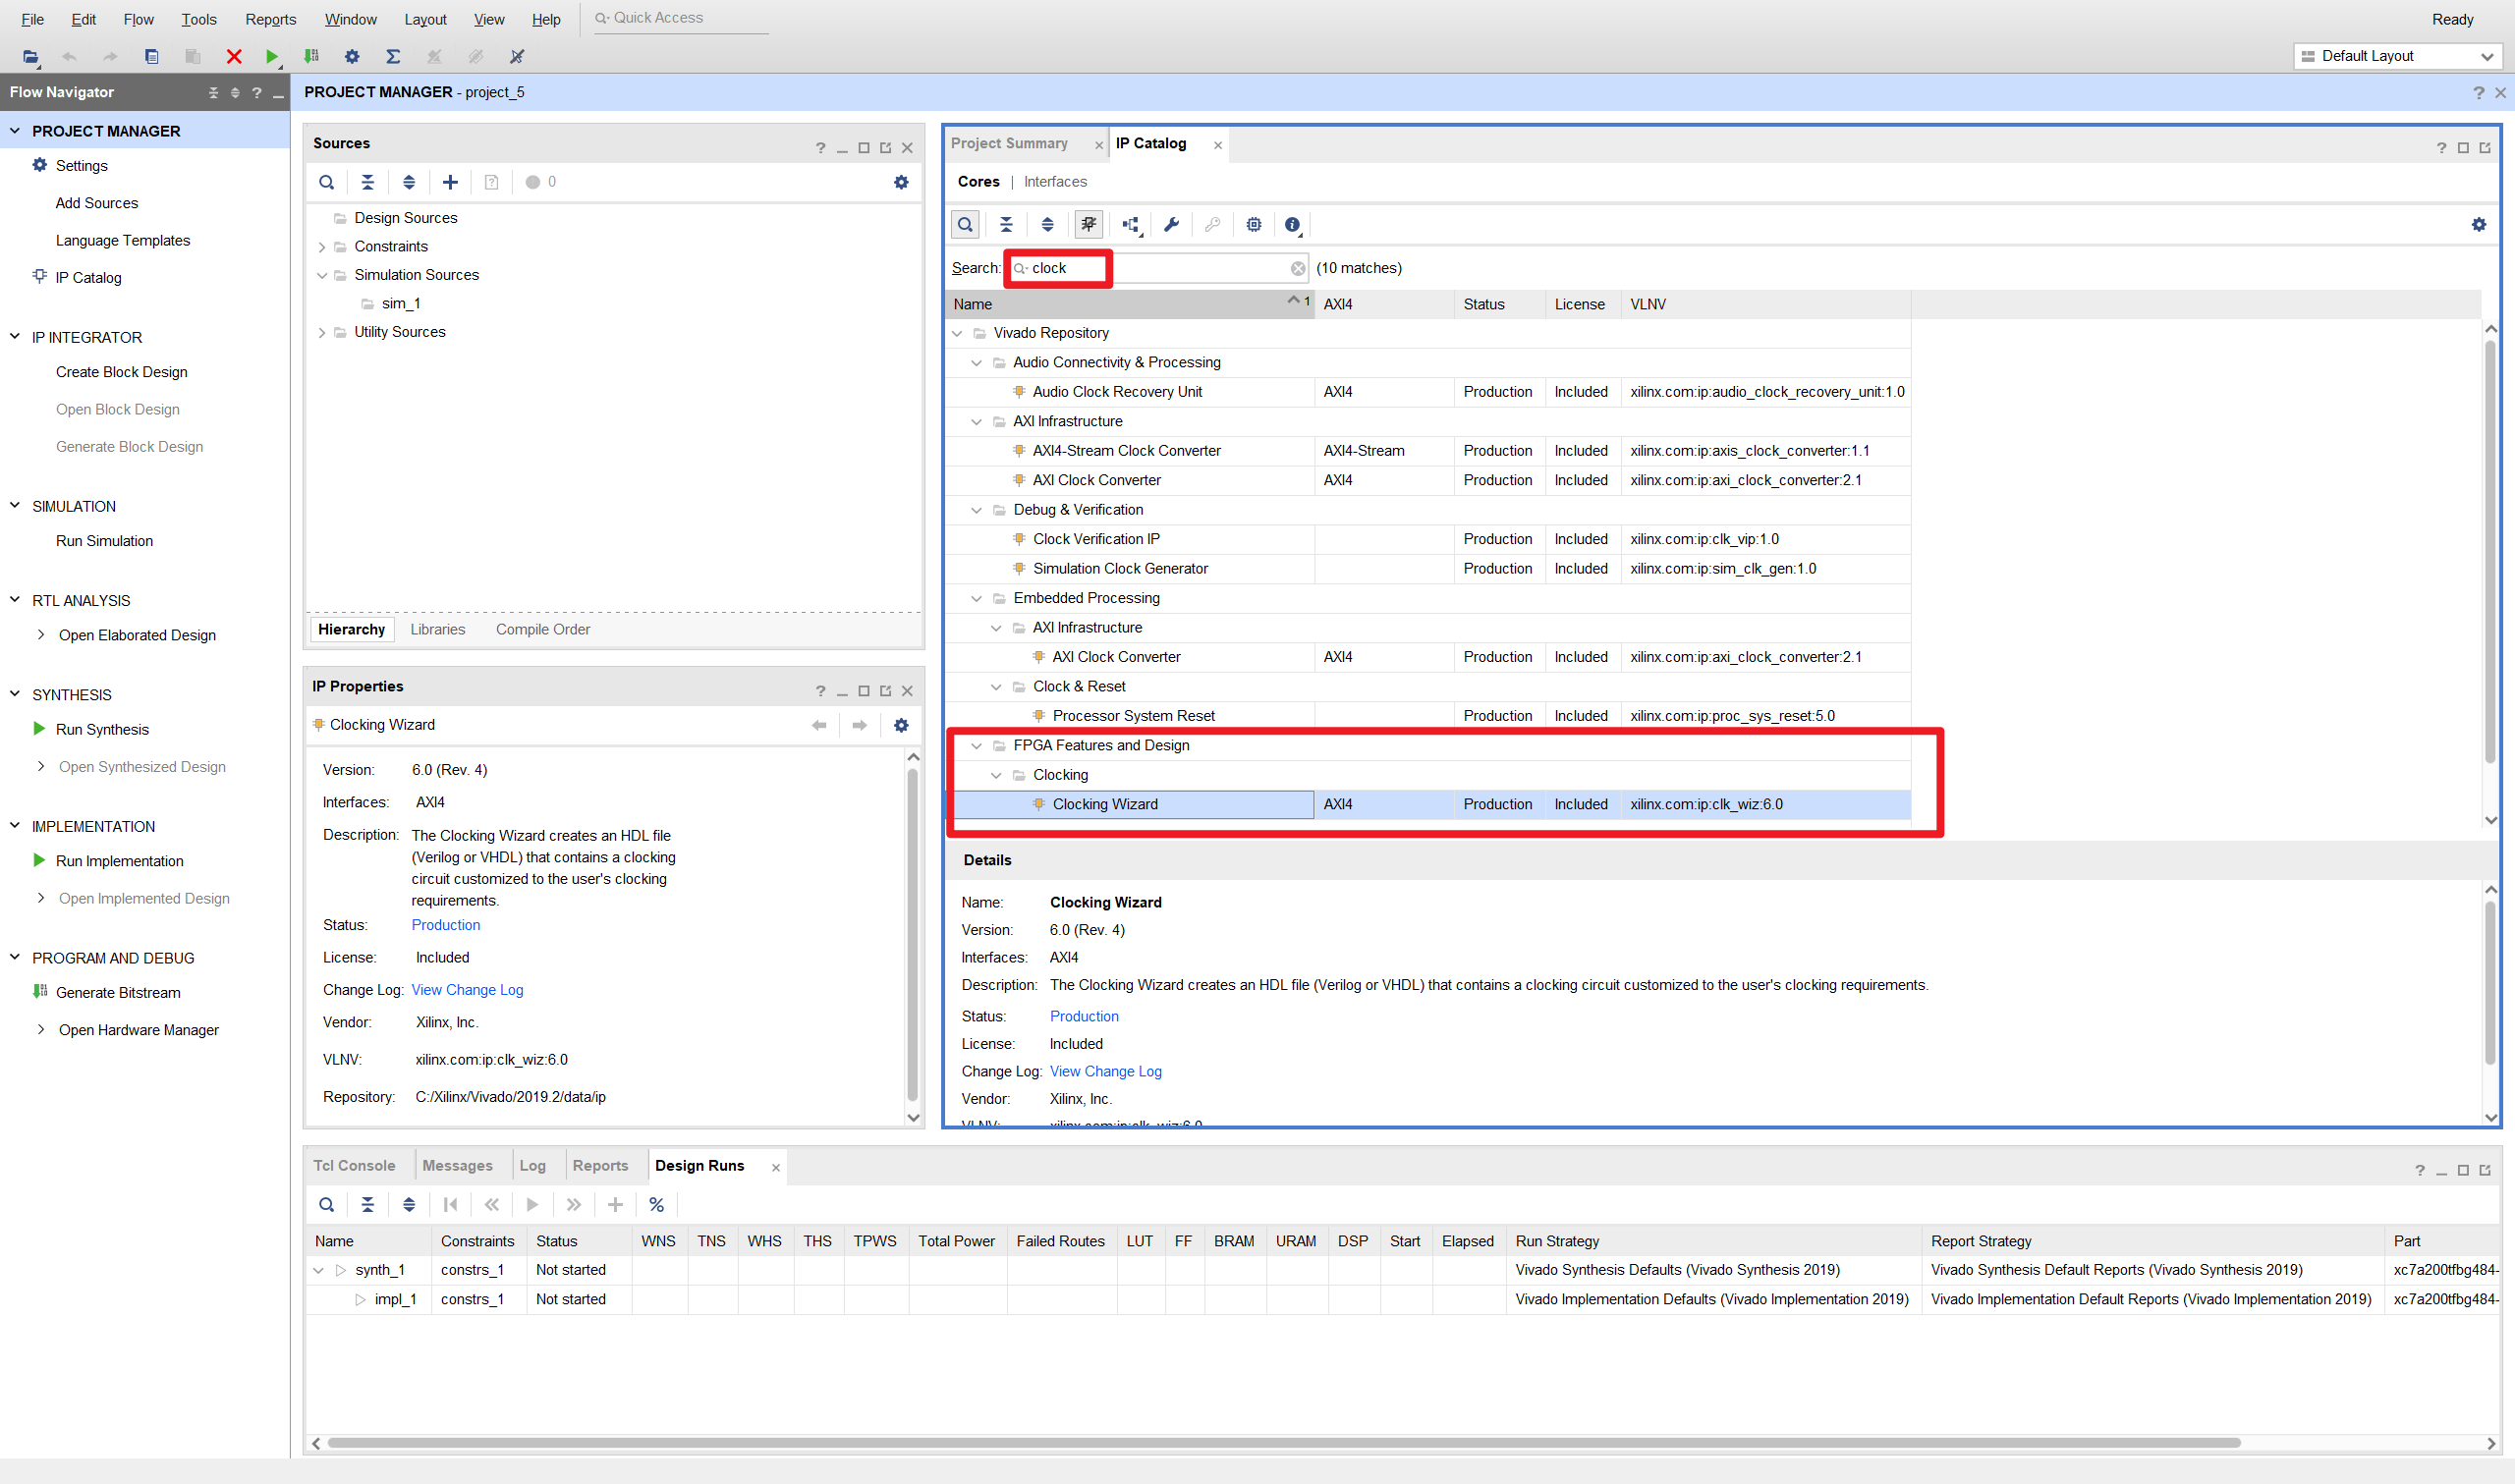 File Edit Flow Tools Reports Window Layout View Help Quick Access Ready
Default Layout
Flow Navigator
PROJECT MANAGER - project_5
PROJECT MANAGER
Settings
Add Sources
Language Templates
IP Catalog
IP INTEGRATOR
Create Block Design
Open Block Design
Generate Block Design
SIMULATION
Run Simulation
RTL ANALYSIS
Open Elaborated Design
SYNTHESIS
Run Synthesis
Open Synthesized Design
IMPLEMENTATION
Run Implementation
Open Implemented Design
PROGRAM AND DEBUG
Generate Bitstream
Open Hardware Manager
Sources
0
Design Sources
Constraints
Simulation Sources
sim_1
Utility Sources
Hierarchy Libraries Compile Order
IP Properties
Clocking Wizard
Version: 6.0 (Rev. 4)
Interfaces: AXI4
Description: The Clocking Wizard creates an HDL file
(Verilog or VHDL) that contains a clocking
circuit customized to the user's clocking
requirements.
Status: Production
License: Included
Change Log: View Change Log
Vendor: Xilinx, Inc.
VLNV: xilinx.com:ip:clk_wiz:6.0
Repository: C:/Xilinx/Vivado/2019.2/data/ip
Project Summary IP Catalog
Cores | Interfaces
Search: clock (10 matches)
Name 1 AXI4 Status License VLNV
Vivado Repository
Audio Connectivity & Processing
Audio Clock Recovery Unit AXI4 Production Included xilinx.com:ip:audio_clock_recovery_unit:1.0
AXI Infrastructure
AXI4-Stream Clock Converter AXI4-Stream Production Included xilinx.com:ip:axis_clock_converter:1.1
AXI Clock Converter AXI4 Production Included xilinx.com:ip:axi_clock_converter:2.1
Debug & Verification
Clock Verification IP Production Included xilinx.com:ip:clk_vip:1.0
Simulation Clock Generator Production Included xilinx.com:ip:sim_clk_gen:1.0
Embedded Processing
AXI Infrastructure
AXI Clock Converter AXI4 Production Included xilinx.com:ip:axi_clock_converter:2.1
Clock & Reset
Processor System Reset Production Included xilinx.com:ip:proc_sys_reset:5.0
FPGA Features and Design
Clocking
Clocking Wizard AXI4 Production Included xilinx.com:ip:clk_wiz:6.0
Details
Name: Clocking Wizard
Version: 6.0 (Rev. 4)
Interfaces: AXI4
Description: The Clocking Wizard creates an HDL file (Verilog or VHDL) that contains a clocking circuit customized to the user's clocking requirements.
Status: Production
License: Included
Change Log: View Change Log
Vendor: Xilinx, Inc.
VLNV: xilinx.com:ip:clk_wiz:6.0
Tcl Console Messages Log Reports Design Runs
Name Constraints Status WNS TNS WHS THS TPWS Total Power Failed Routes LUT FF BRAM URAM DSP Start Elapsed Run Strategy Report Strategy Part
synth_1 constrs_1 Not started Vivado Synthesis Defaults (Vivado Synthesis 2019) Vivado Synthesis Default Reports (Vivado Synthesis 2019) xc7a200tfbg484-
impl_1 constrs_1 Not started Vivado Implementation Defaults (Vivado Implementation 2019) Vivado Implementation Default Reports (Vivado Implementation 2019) xc7a200tfbg484-